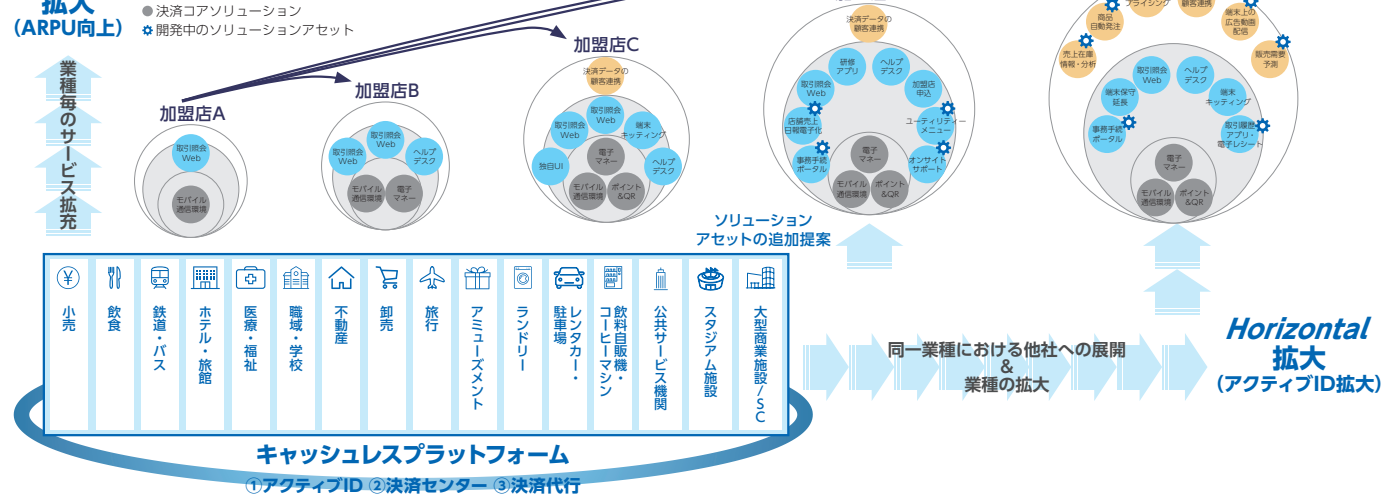 拡大
(ARPU向上)
決済コアソリューション
開発中のソリューションアセット
業種毎のサービス拡充
加盟店A
取引照会
Web
モバイル
通信環境
加盟店B
取引照会
Web
取引照会
Web
ヘルプ
デスク
モバイル
通信環境
電子
マネー
加盟店C
決済データの
顧客連携
取引照会
Web
取引照会
Web
端末
キッティング
独自UI
電子
マネー
ヘルプ
デスク
モバイル
通信環境
ポイント
&QR
決済データの
顧客連携
研修
アプリ
ヘルプ
デスク
取引照会
Web
加盟店
申込
店舗売上
日報電子化
ユーティリティー
メニュー
事務手続
ポータル
電子
マネー
オンサイト
サポート
モバイル
通信環境
ポイント
&QR
プライシング
顧客連携
商品
自動発注
端末上の
広告動画
配信
売上在庫
情報・分析
販売需要
予測
取引照会
Web
ヘルプ
デスク
端末保守
延長
端末
キッティング
事務手続
ポータル
取引履歴
アプリ・
電子レシート
電子
マネー
モバイル
通信環境
ポイント
&QR
ソリューション
アセットの追加提案
小売
飲食
鉄道・バス
ホテル・旅館
医療・福祉
職域・学校
不動産
卸売
旅行
アミューズメント
ランドリー
レンタカー・
駐車場
飲料自販機・
コーヒーマシン
公共サービス機関
スタジアム施設
大型商業施設/SC
同一業種における他社への展開
&
業種の拡大
Horizontal
拡大
(アクティブID拡大)
キャッシュレスプラットフォーム
①アクティブID ②決済センター ③決済代行